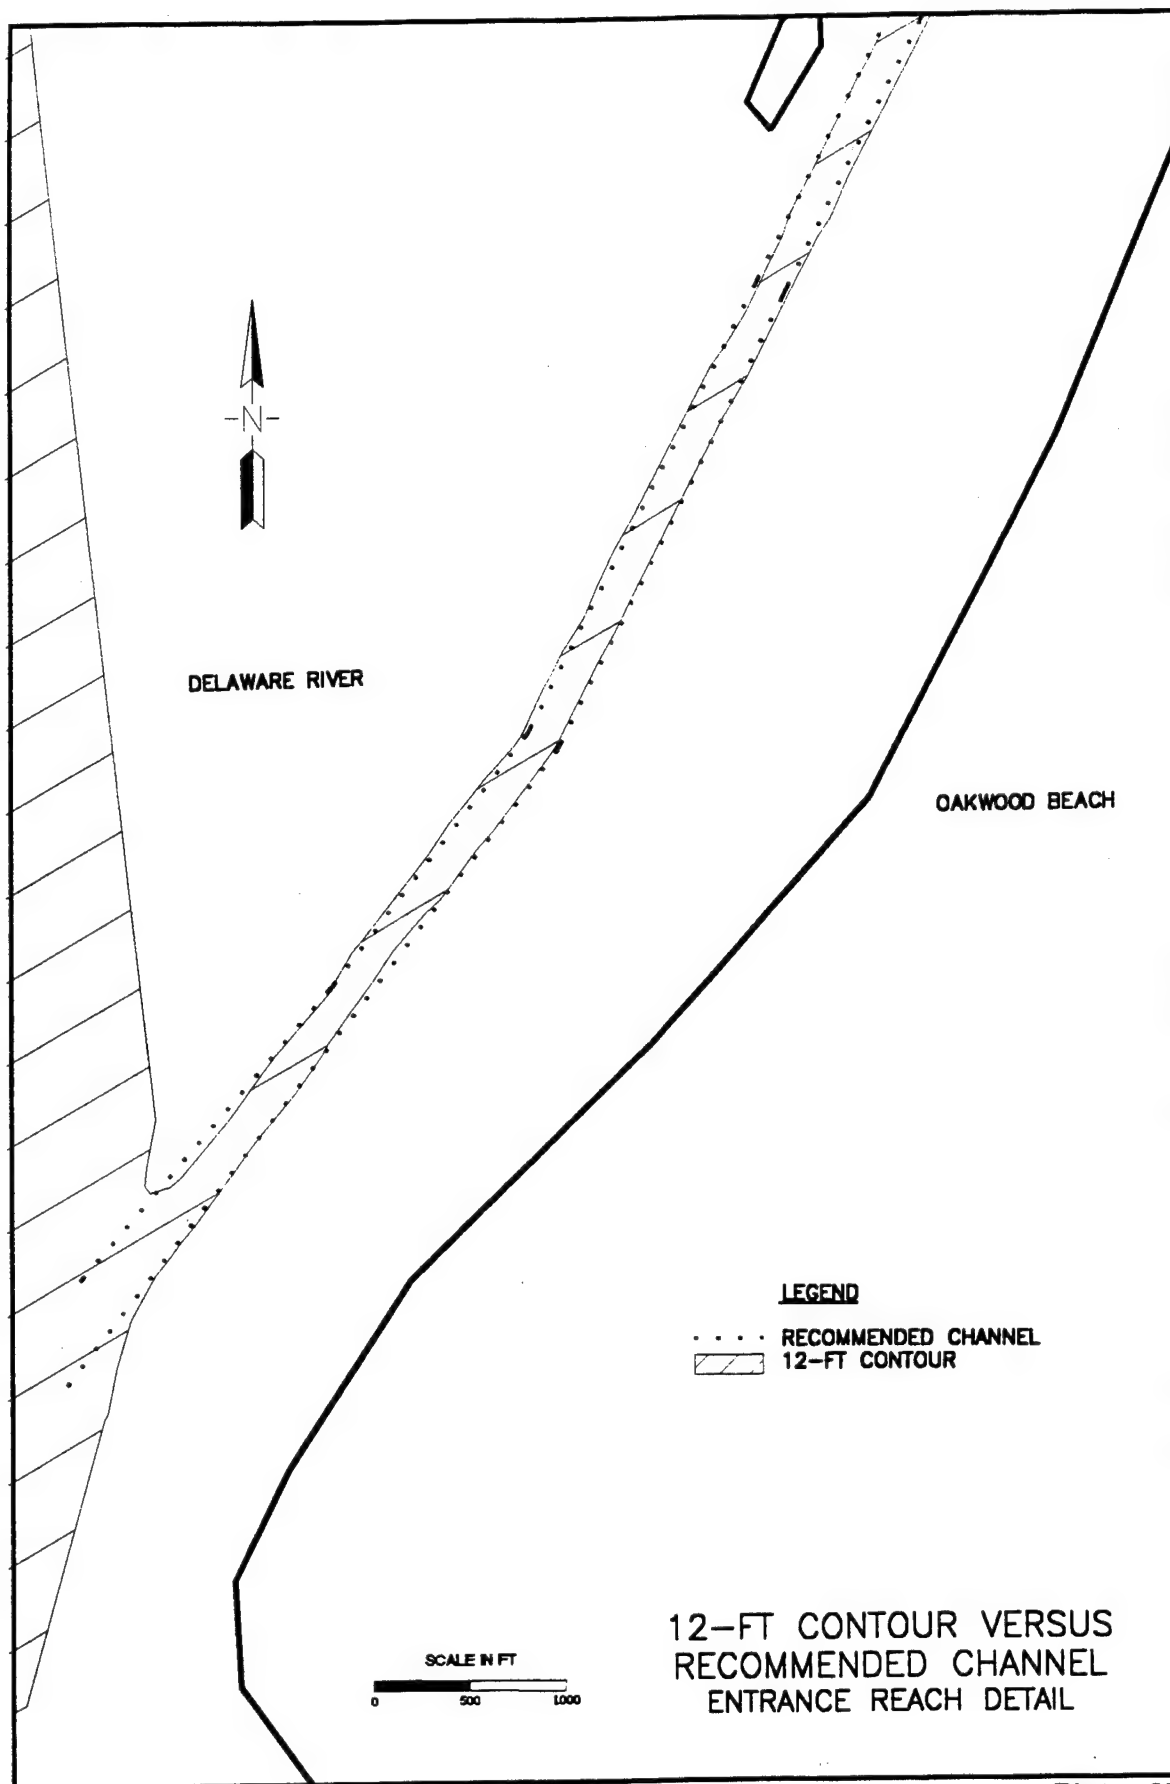 -N-
DELAWARE RIVER
OAKWOOD BEACH
LEGEND
RECOMMENDED CHANNEL
12-FT CONTOUR
12-FT CONTOUR VERSUS
RECOMMENDED CHANNEL
ENTRANCE REACH DETAIL
SCALE IN FT
0 500 1000